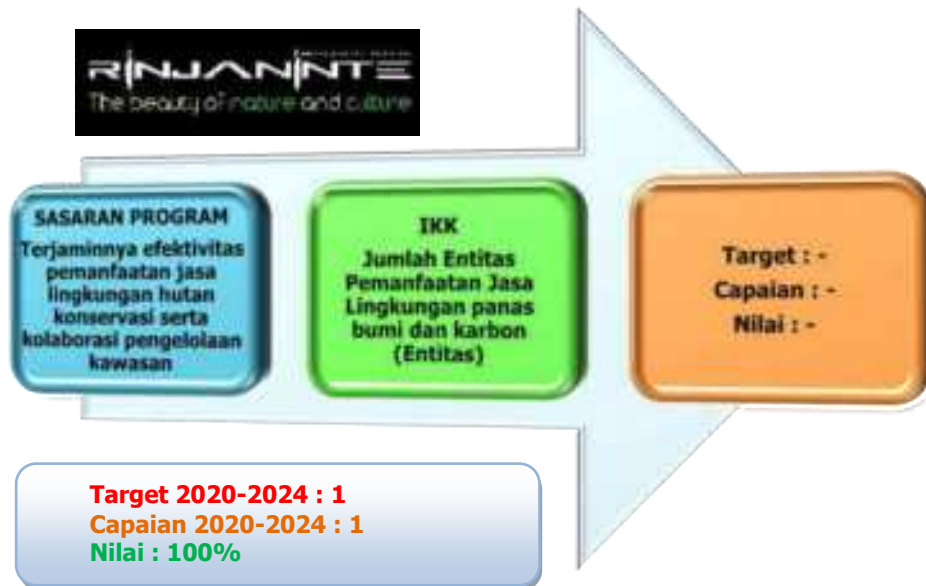 RINJANINTE
The beauty of nature and culture
SASARAN PROGRAM
Terjaminnya efektivitas
pemanfaatan jasa
lingkungan hutan
konservasi serta
kolaborasi pengelolaan
kawasan
IKK
Jumlah Entitas
Pemanfaatan Jasa
Lingkungan panas
bumi dan karbon
(Entitas)
Target : -
Capaian : -
Nilai : -
Target 2020-2024 : 1
Capaian 2020-2024 : 1
Nilai : 100%